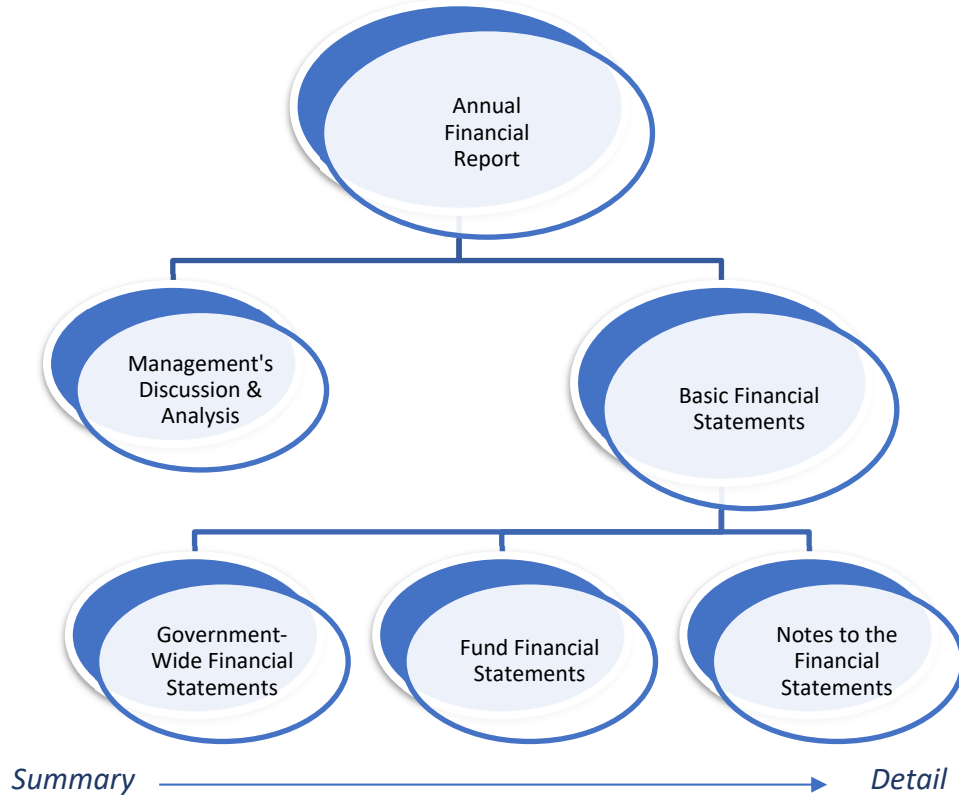 Annual
Financial
Report
Management's
Discussion &
Analysis
Basic Financial
Statements
Government-
Wide Financial
Statements
Fund Financial
Statements
Notes to the
Financial
Statements
Summary
Detail